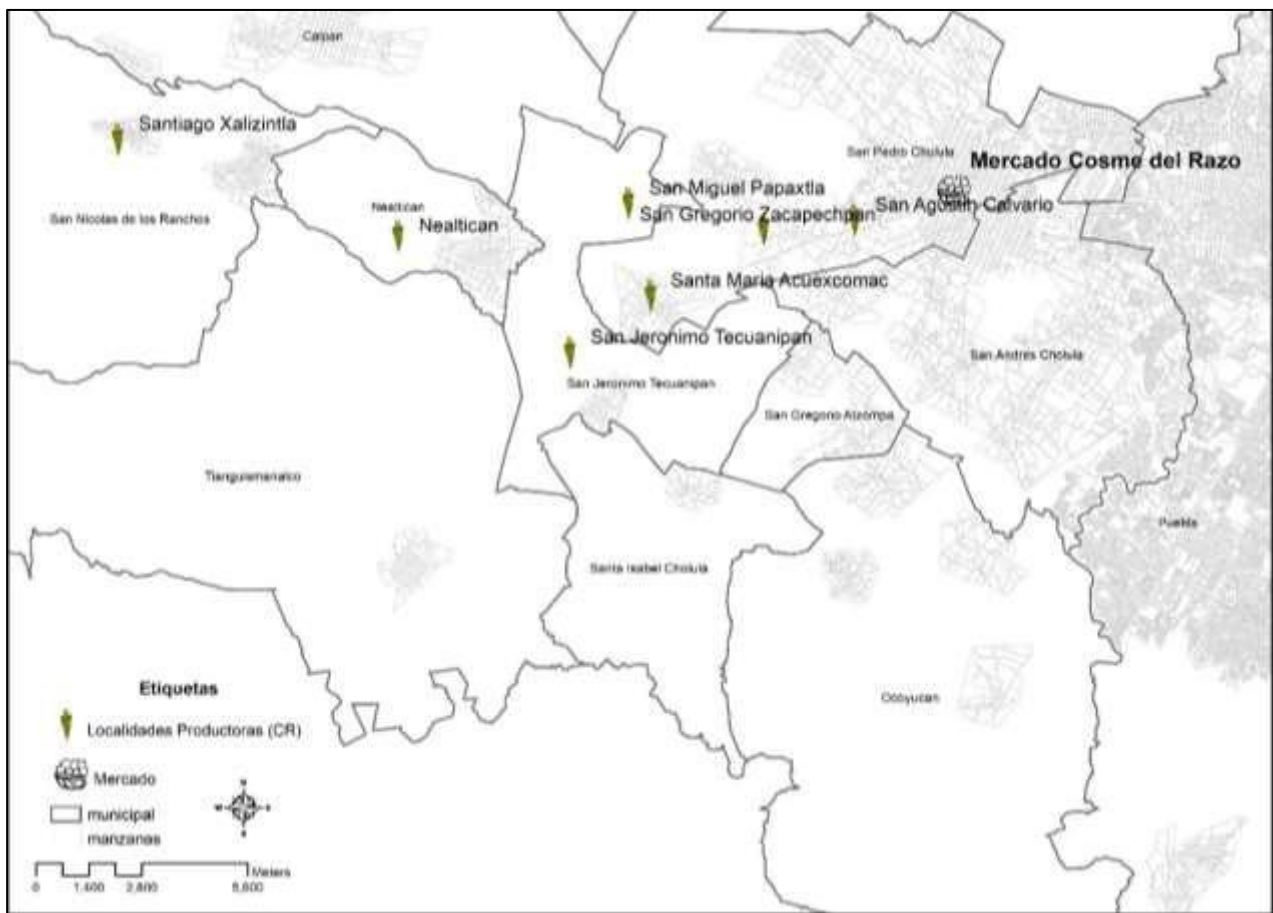 Calpan
Santiago Xalizintla
San Pedro Cholula
Mercado Cosme del Razo
San Miguel Papaxtla
San Agustin Calvario
San Gregorio Zacapechpan
San Nicolas de los Ranchos
Nealtican
Nealtican
Santa Maria Acuexcomac
San Jeronimo Tecuanipan
San Andres Cholula
San Jeronimo Tecuanipan
San Gregorio Atzompa
Tianguismanalco
Puebla
Santa Isabel Cholula
Ocoyucan
Etiquetas
Localidades Productoras (CR)
Mercado
municipal
manzanas
Meters
0 1,400 2,800 5,600